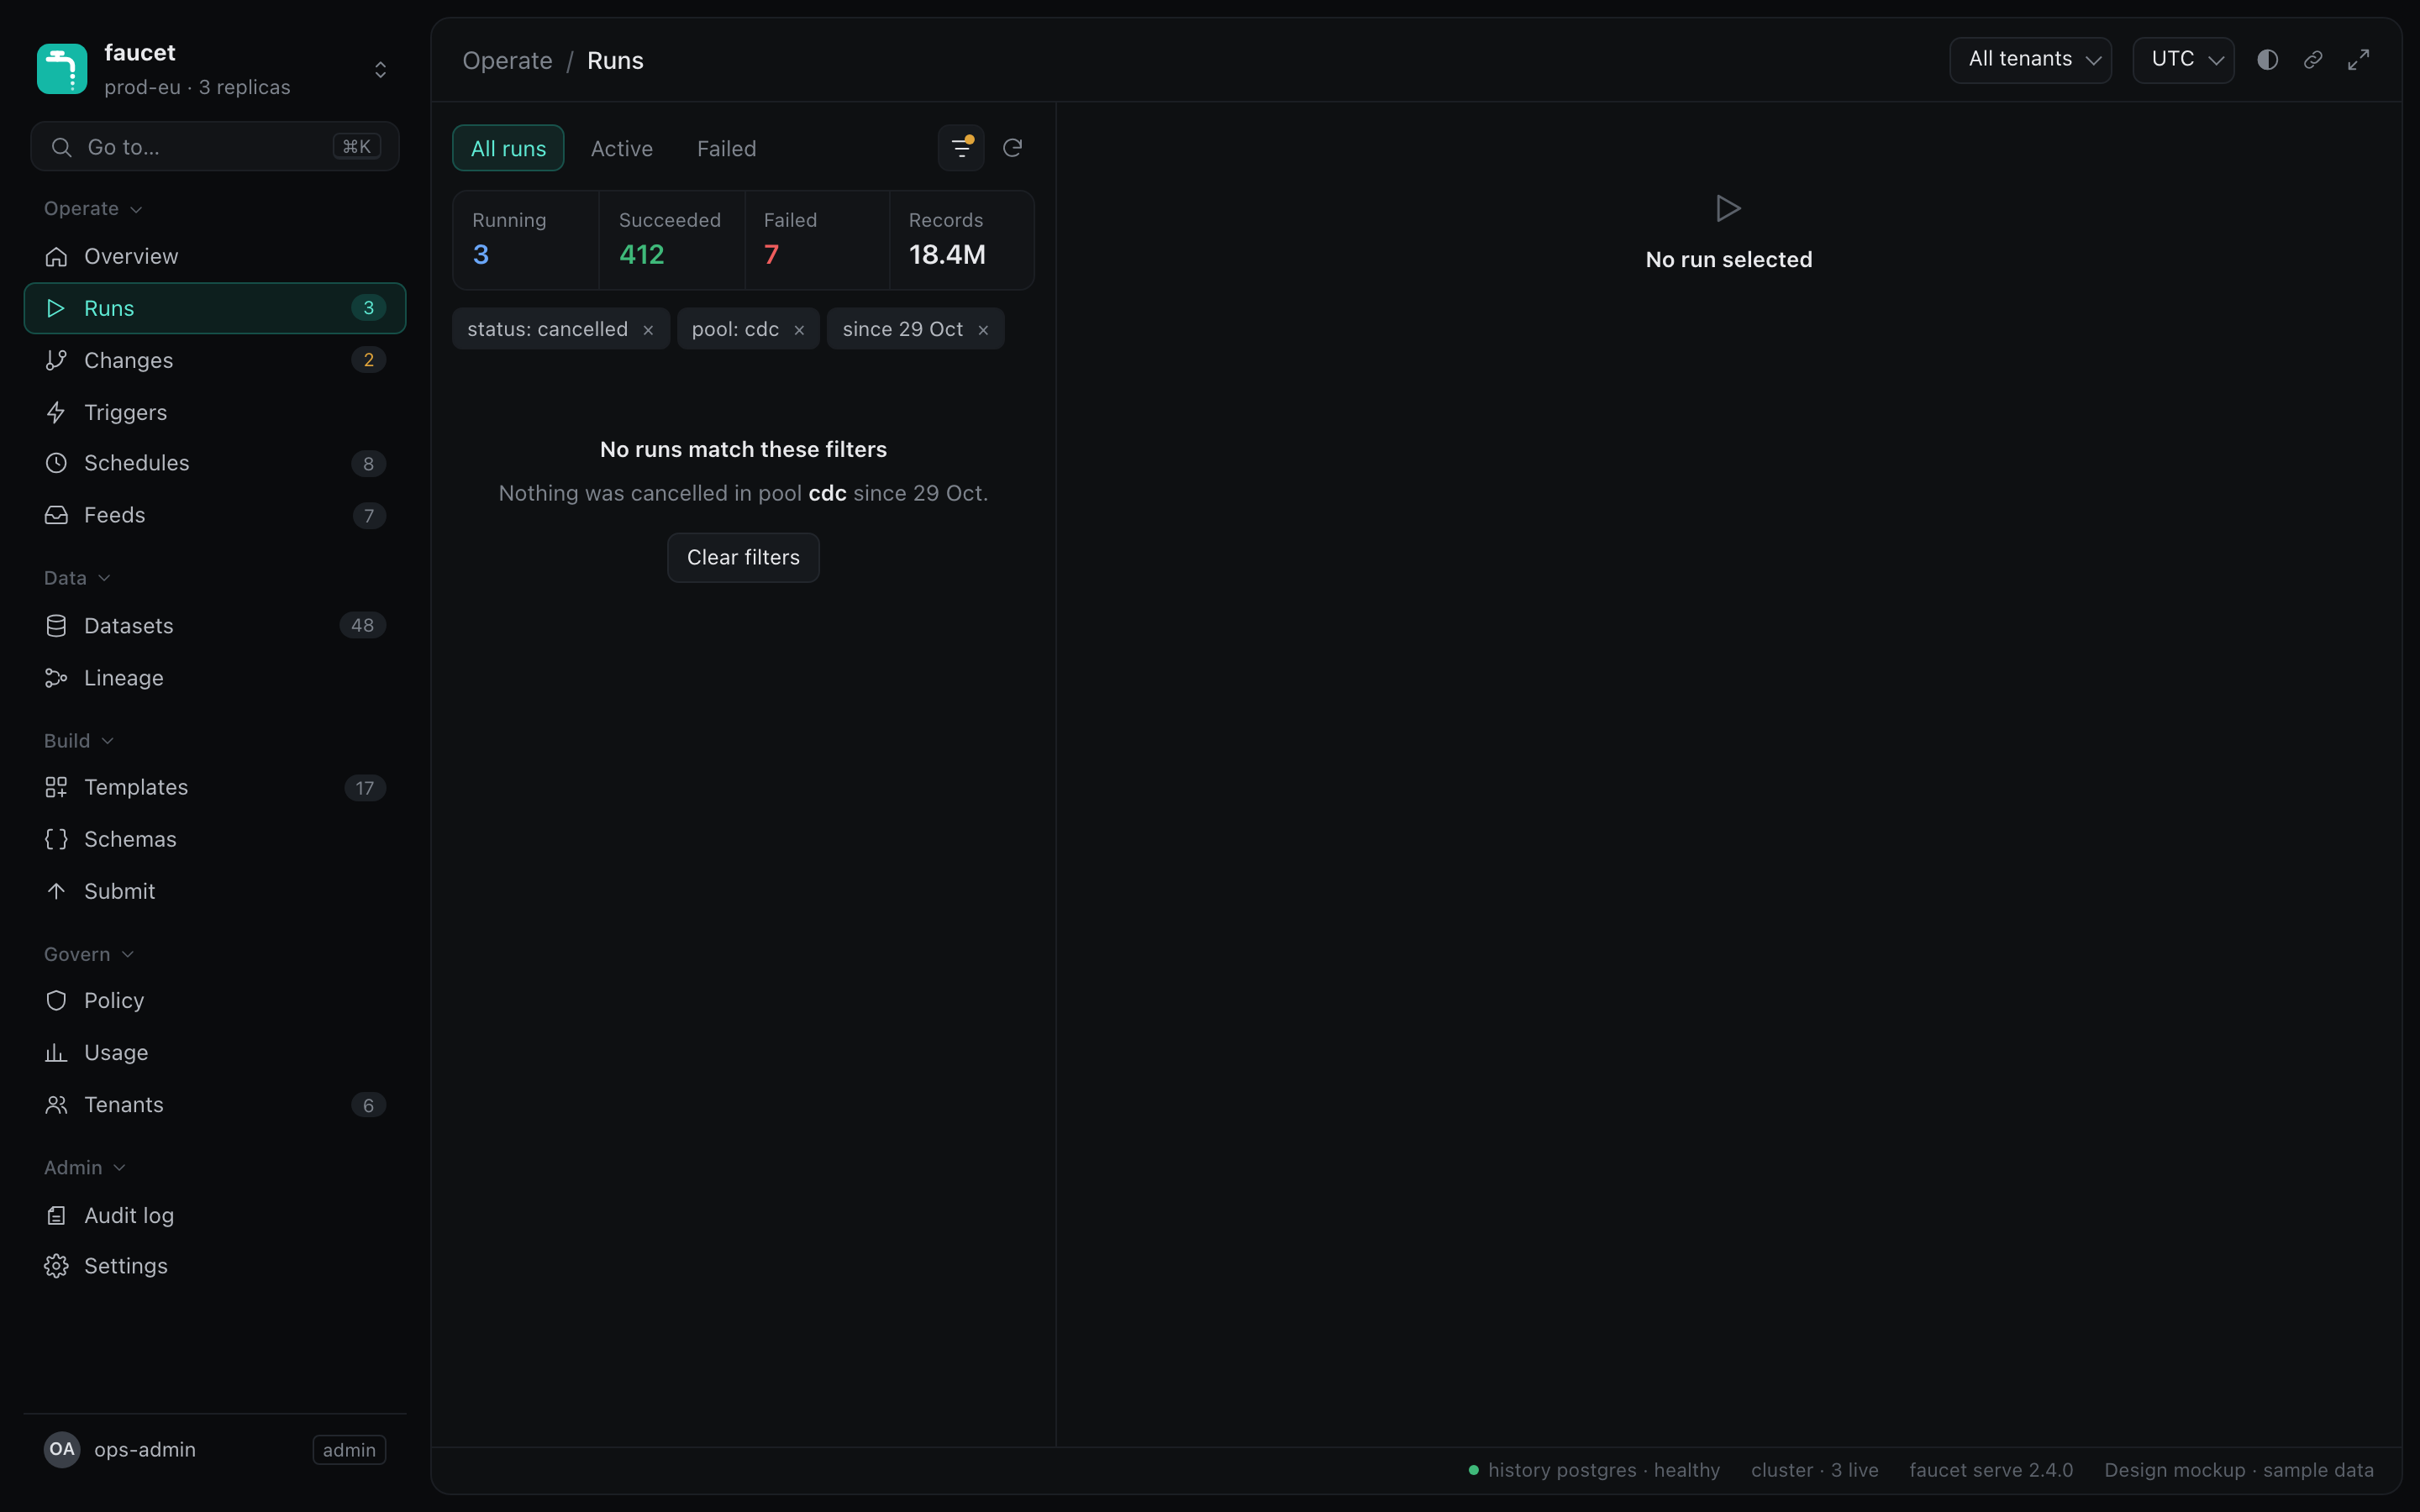 faucet
prod-eu · 3 replicas
Go to...
⌘K
Operate
Overview
Runs 3
Changes 2
Triggers
Schedules 8
Feeds 7
Data
Datasets 48
Lineage
Build
Templates 17
Schemas
Submit
Govern
Policy
Usage
Tenants 6
Admin
Audit log
Settings
OA ops-admin admin
Operate / Runs
All tenants
UTC
All runs Active Failed
Running Succeeded Failed Records
3 412 7 18.4M
status: cancelled × pool: cdc × since 29 Oct ×
No runs match these filters
Nothing was cancelled in pool cdc since 29 Oct.
Clear filters
No run selected
history postgres · healthy cluster · 3 live faucet serve 2.4.0 Design mockup · sample data